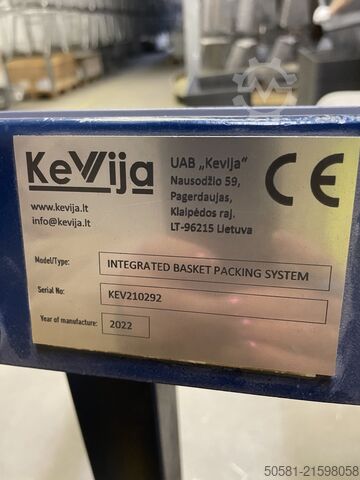 KeVija
www.kevija.lt
info@kevija.lt
UAB „Kevija"
Nausodžio 59,
Pagerdaujas,
Klaipėdos raj.
LT-96215 Lietuva
CE
Model/Type: INTEGRATED BASKET PACKING SYSTEM
Serial No: KEV210292
Year of manufacture: 2022
50581-21598058